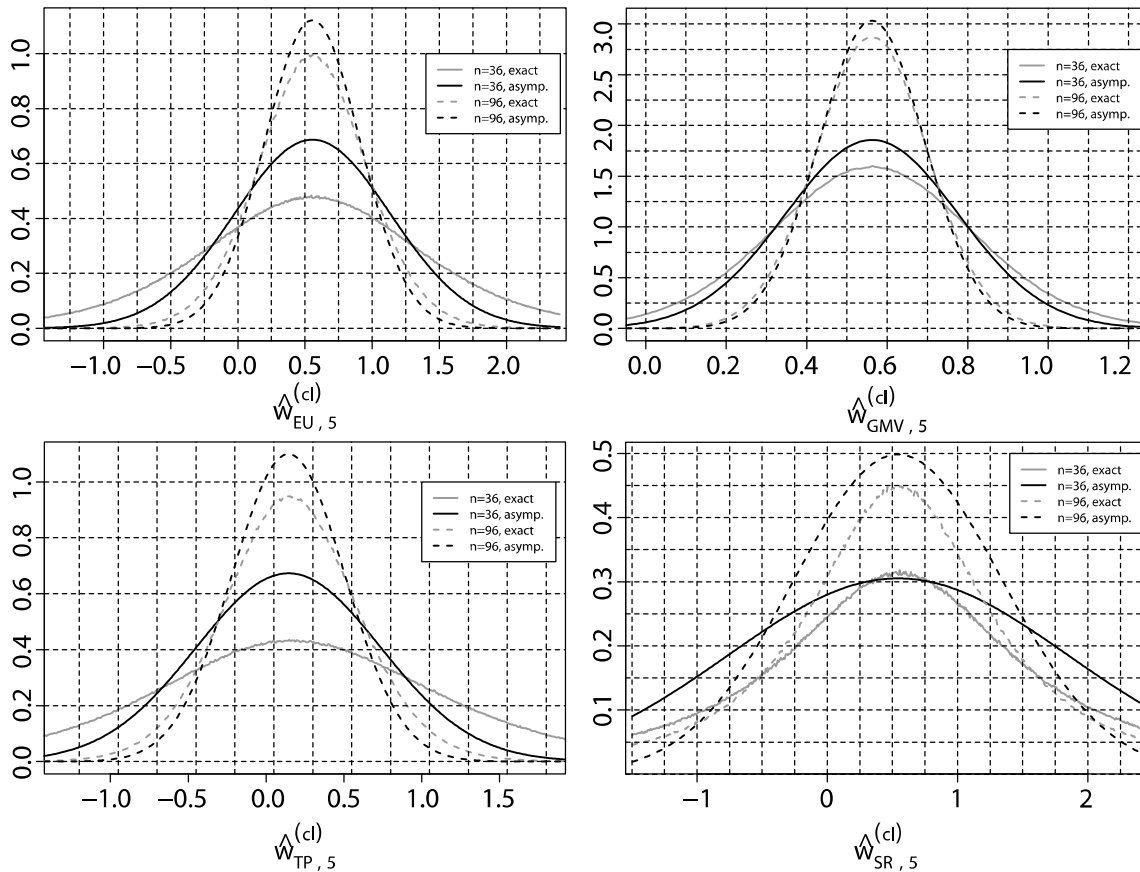 0.0 0.2 0.4 0.6 0.8 1.0
n=36, exact
n=36, asymp.
n=96, exact
n=96, asymp.
−1.0 −0.5 0.0 0.5 1.0 1.5 2.0
ŵ(cl)EU , 5
0.0 0.5 1.0 1.5 2.0 2.5 3.0
n=36, exact
n=36, asymp.
n=96, exact
n=96, asymp.
0.0 0.2 0.4 0.6 0.8 1.0 1.2
ŵ(cl)GMV , 5
0.0 0.2 0.4 0.6 0.8 1.0
n=36, exact
n=36, asymp.
n=96, exact
n=96, asymp.
−1.0 −0.5 0.0 0.5 1.0 1.5
ŵ(cl)TP , 5
0.1 0.2 0.3 0.4 0.5
n=36, exact
n=36, asymp.
n=96, exact
n=96, asymp.
−1 0 1 2
ŵ(cl)SR , 5